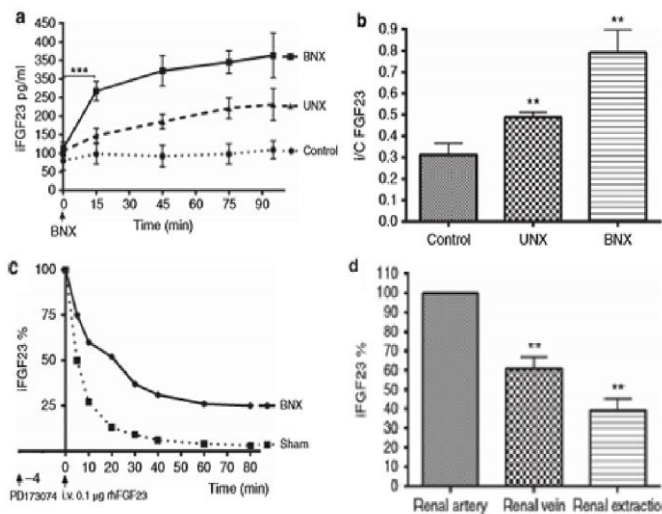 a
iFGF23 pg/ml
450
350
400
300
250
200
150
100
50
0
***
BNX
UNX
Control
0 15 30 45 60 75 90
BNX
Time (min)
b
i/C FGF23
0.9
0.8
0.7
0.6
0.5
0.4
0.3
0.2
0.1
0
**
**
Control UNX BNX
c
iFGF23 %
100
75
50
25
BNX
Sham
0 10 20 30 40 50 60 70 80
–4
PD173074 i.v. 0.1 µg rhFGF23
Time (min)
d
iFGF23 %
110
100
90
80
70
60
50
40
30
20
10
0
**
**
Renal artery Renal vein Renal extraction